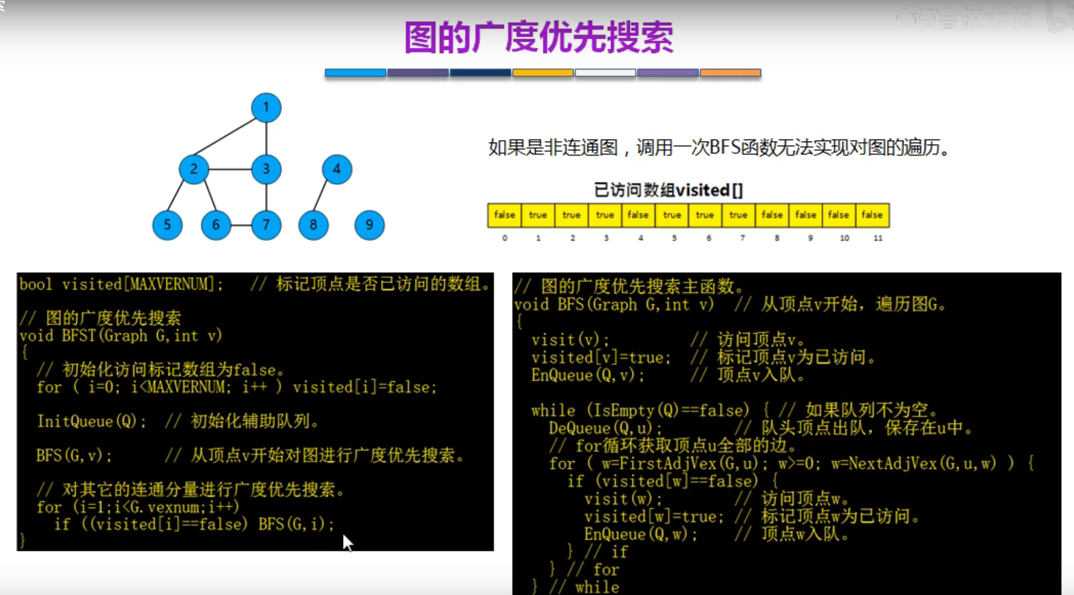 图的广度优先搜索
1
2
3
4
5
6
7
8
9
如果是非连通图，调用一次BFS函数无法实现对图的遍历。
已访问数组visited[]
false true true true false true true true false false false false
0 1 2 3 4 5 6 7 8 9 10 11
bool visited[MAXVERNUM];   // 标记顶点是否已访问的数组。
// 图的广度优先搜索
void BFST(Graph G,int v)
{
  // 初始化访问标记数组为false。
  for ( i=0; i<MAXVERNUM; i++ ) visited[i]=false;
  InitQueue(Q);  // 初始化辅助队列。
  BFS(G,v);      // 从顶点v开始对图进行广度优先搜索。
  // 对其它的连通分量进行广度优先搜索。
  for (i=1;i<G.vexnum;i++)
    if ((visited[i]==false) BFS(G,i);
}
// 图的广度优先搜索主函数。
void BFS(Graph G,int v)  // 从顶点v开始，遍历图G。
{
  visit(v);         // 访问顶点v。
  visited[v]=true;  // 标记顶点v为已访问。
  EnQueue(Q,v);     // 顶点v入队。
  while (IsEmpty(Q)==false) { // 如果队列不为空。
    DeQueue(Q,u);        // 队头顶点出队，保存在u中。
    // for循环获取顶点u全部的边。
    for ( w=FirstAdjVex(G,u); w>=0; w=NextAdjVex(G,u,w) ) {
      if (visited[w]==false) {
        visit(w);        // 访问顶点w。
        visited[w]=true; // 标记顶点w为已访问。
        EnQueue(Q,w);    // 顶点w入队。
      } // if
    } // for
  } // while